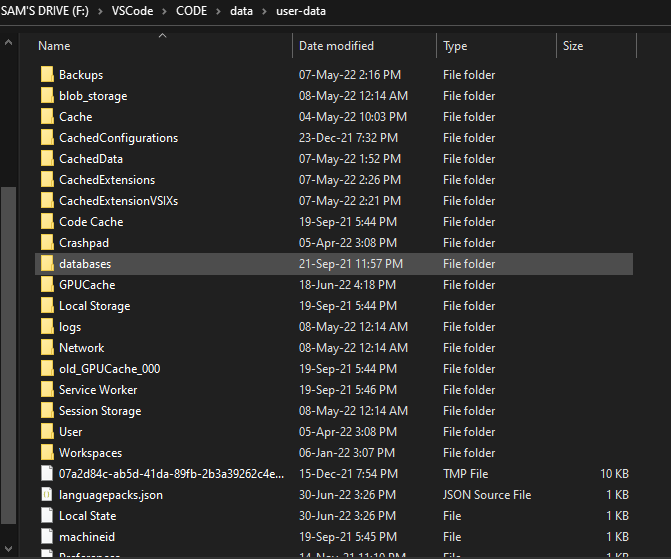 SAM'S DRIVE (F:) > VSCode > CODE > data > user-data
Name Date modified Type Size
Backups 07-May-22 2:16 PM File folder
blob_storage 08-May-22 12:14 AM File folder
Cache 04-May-22 10:03 PM File folder
CachedConfigurations 23-Dec-21 7:32 PM File folder
CachedData 07-May-22 1:52 PM File folder
CachedExtensions 07-May-22 2:26 PM File folder
CachedExtensionVSIXs 07-May-22 2:21 PM File folder
Code Cache 19-Sep-21 5:44 PM File folder
Crashpad 05-Apr-22 3:08 PM File folder
databases 21-Sep-21 11:57 PM File folder
GPUCache 18-Jun-22 4:18 PM File folder
Local Storage 19-Sep-21 5:44 PM File folder
logs 08-May-22 12:14 AM File folder
Network 08-May-22 12:14 AM File folder
old_GPUCache_000 19-Sep-21 5:44 PM File folder
Service Worker 19-Sep-21 5:46 PM File folder
Session Storage 08-May-22 12:14 AM File folder
User 05-Apr-22 3:08 PM File folder
Workspaces 06-Jan-22 3:07 PM File folder
07a2d84c-ab5d-41da-89fb-2b3a39262c4e... 15-Dec-21 7:54 PM TMP File 10 KB
languagepacks.json 30-Jun-22 3:26 PM JSON Source File 1 KB
Local State 30-Jun-22 3:26 PM File 1 KB
machineid 19-Sep-21 5:45 PM File 1 KB
Preferences 14-Nov-21 11:10 PM File 1 KB